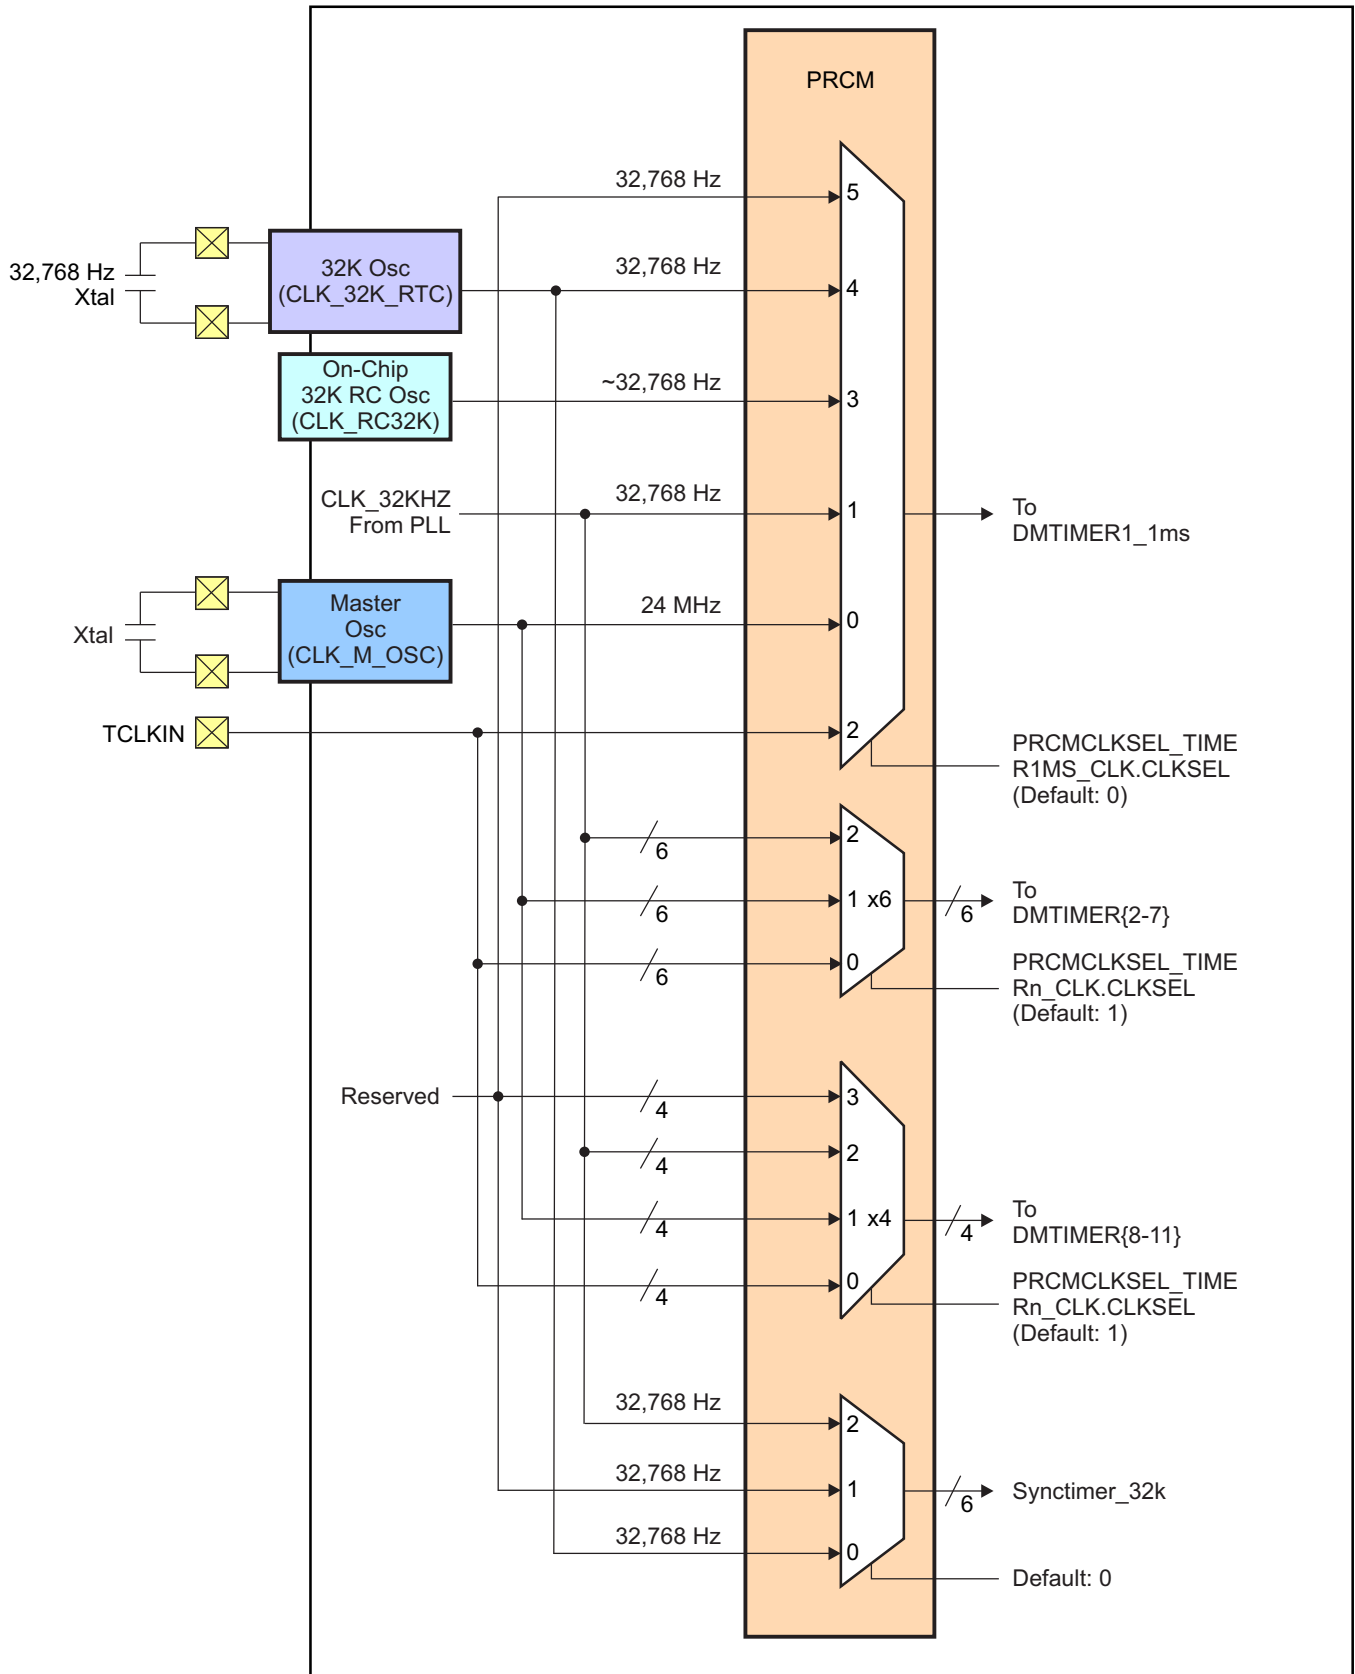 PRCM
32,768 Hz
5
32,768 Hz
Xtal
32K Osc
(CLK_32K_RTC)
32,768 Hz
4
On-Chip
32K RC Osc
(CLK_RC32K)
~32,768 Hz
3
CLK_32KHZ
From PLL
32,768 Hz
1
To
DMTIMER1_1ms
Xtal
Master
Osc
(CLK_M_OSC)
24 MHz
0
TCLKIN
2
PRCMCLKSEL_TIME
R1MS_CLK.CLKSEL
(Default: 0)
6
2
6
1 x6
6
To
DMTIMER{2-7}
6
0
PRCMCLKSEL_TIME
Rn_CLK.CLKSEL
(Default: 1)
Reserved
4
3
4
2
4
1 x4
4
To
DMTIMER{8-11}
4
0
PRCMCLKSEL_TIME
Rn_CLK.CLKSEL
(Default: 1)
32,768 Hz
2
32,768 Hz
1
6
Synctimer_32k
32,768 Hz
0
Default: 0